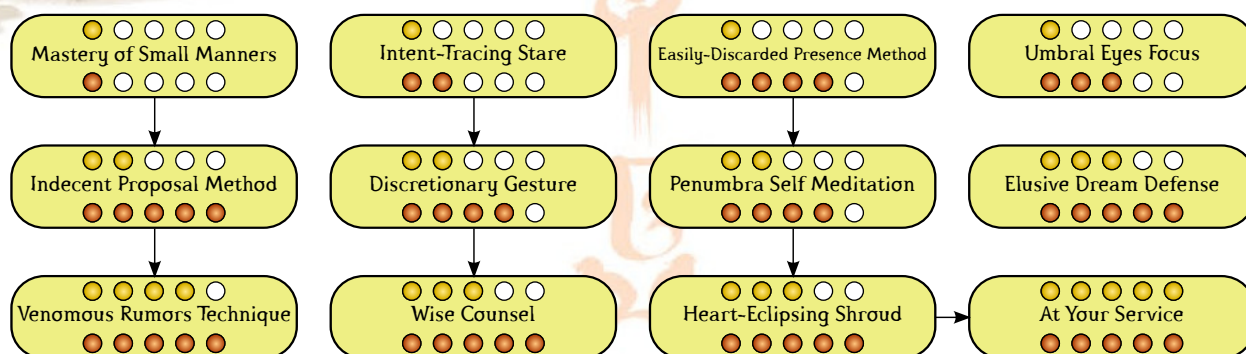 Mastery of Small Manners
Intent-Tracing Stare
Easily-Discarded Presence Method
Umbral Eyes Focus
Indecent Proposal Method
Discretionary Gesture
Penumbra Self Meditation
Elusive Dream Defense
Venomous Rumors Technique
Wise Counsel
Heart-Eclipsing Shroud
At Your Service